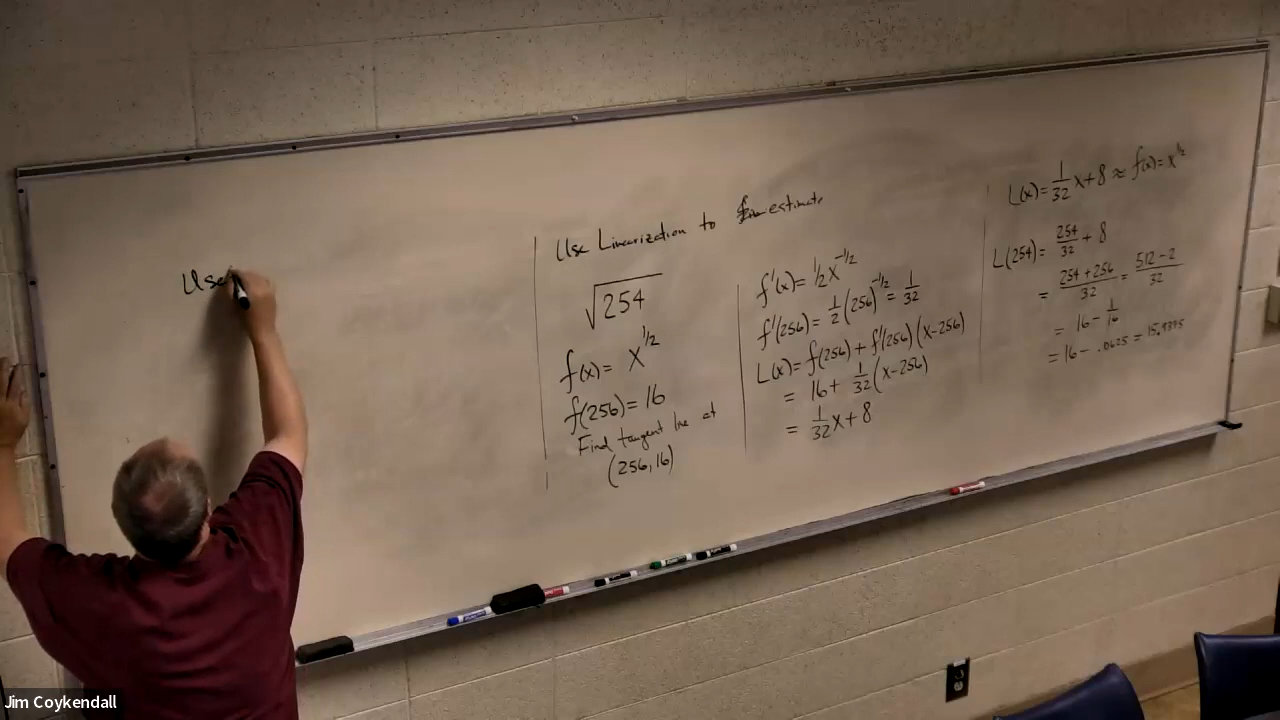 Use
Use Linearization to estimate
√254
f(x) = x^{1/2}
f(256) = 16
Find tangent line at
(256, 16)
f'(x) = 1/2 x^{-1/2}
f'(256) = 1/2 (256)^{-1/2} = 1/32
L(x) = f(256) + f'(256)(x-256)
= 16 + 1/32 (x-256)
= 1/32 x + 8
L(x) = 1/32 x + 8 ≈ f(x) = x^{1/2}
L(254) = 254/32 + 8
= (254 + 256)/32 = (512 - 2)/32
= 16 - 1/16
= 16 - .0625 = 15.9375
Jim Coykendall